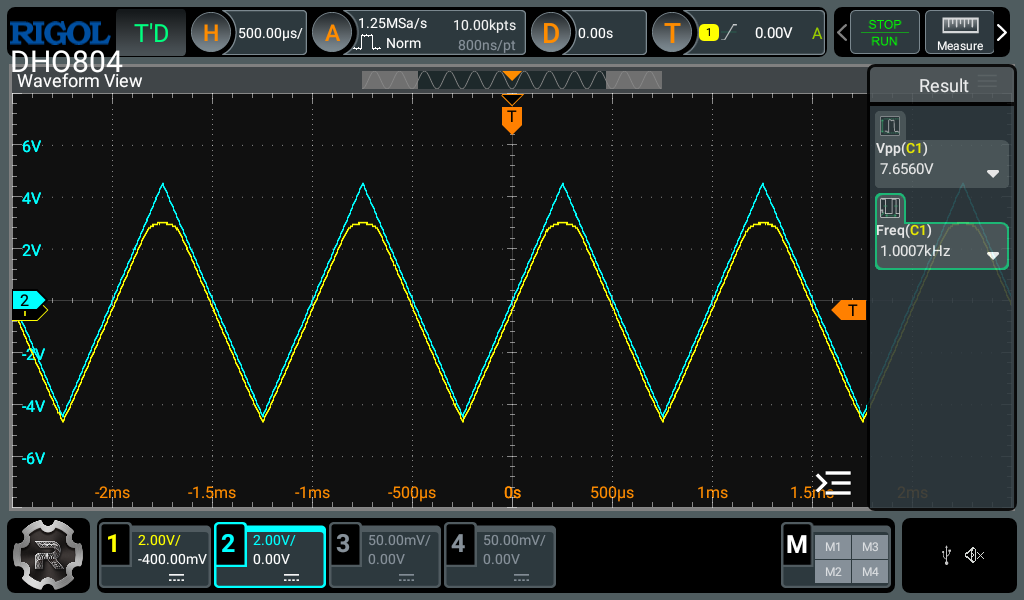 RIGOL
DHO804
T'D
H 500.00µs/
A 1.25MSa/s 10.00kpts
Norm 800ns/pt
D 0.00s
T 1 0.00V A
STOP
RUN
Measure
Waveform View
T
Result
Vpp(C1)
7.6560V
Freq(C1)
1.0007kHz
6V
4V
2V
2
1
T
-2V
-4V
-6V
-2ms -1.5ms -1ms -500µs 0s 500µs 1ms 1.5ms 2ms
1 2.00V/
-400.00mV
2 2.00V/
0.00V
3 50.00mV/
0.00V
4 50.00mV/
0.00V
M
M1 M3
M2 M4
R